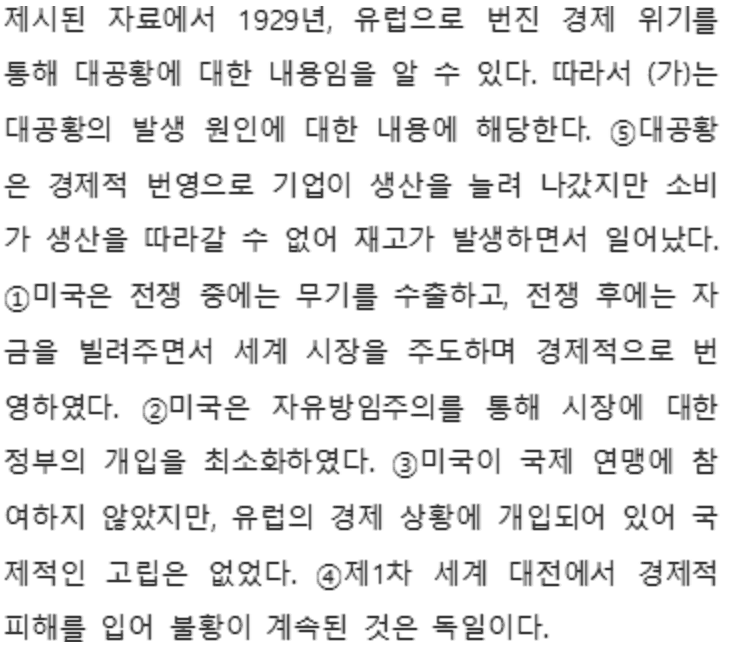 제시된 자료에서 1929년, 유럽으로 번진 경제 위기를
통해 대공황에 대한 내용임을 알 수 있다. 따라서 (가)는
대공황의 발생 원인에 대한 내용에 해당한다. ⑤대공황
은 경제적 번영으로 기업이 생산을 늘려 나갔지만 소비
가 생산을 따라갈 수 없어 재고가 발생하면서 일어났다.
①미국은 전쟁 중에는 무기를 수출하고, 전쟁 후에는 자
금을 빌려주면서 세계 시장을 주도하며 경제적으로 번
영하였다. ②미국은 자유방임주의를 통해 시장에 대한
정부의 개입을 최소화하였다. ③미국이 국제 연맹에 참
여하지 않았지만, 유럽의 경제 상황에 개입되어 있어 국
제적인 고립은 없었다. ④제1차 세계 대전에서 경제적
피해를 입어 불황이 계속된 것은 독일이다.